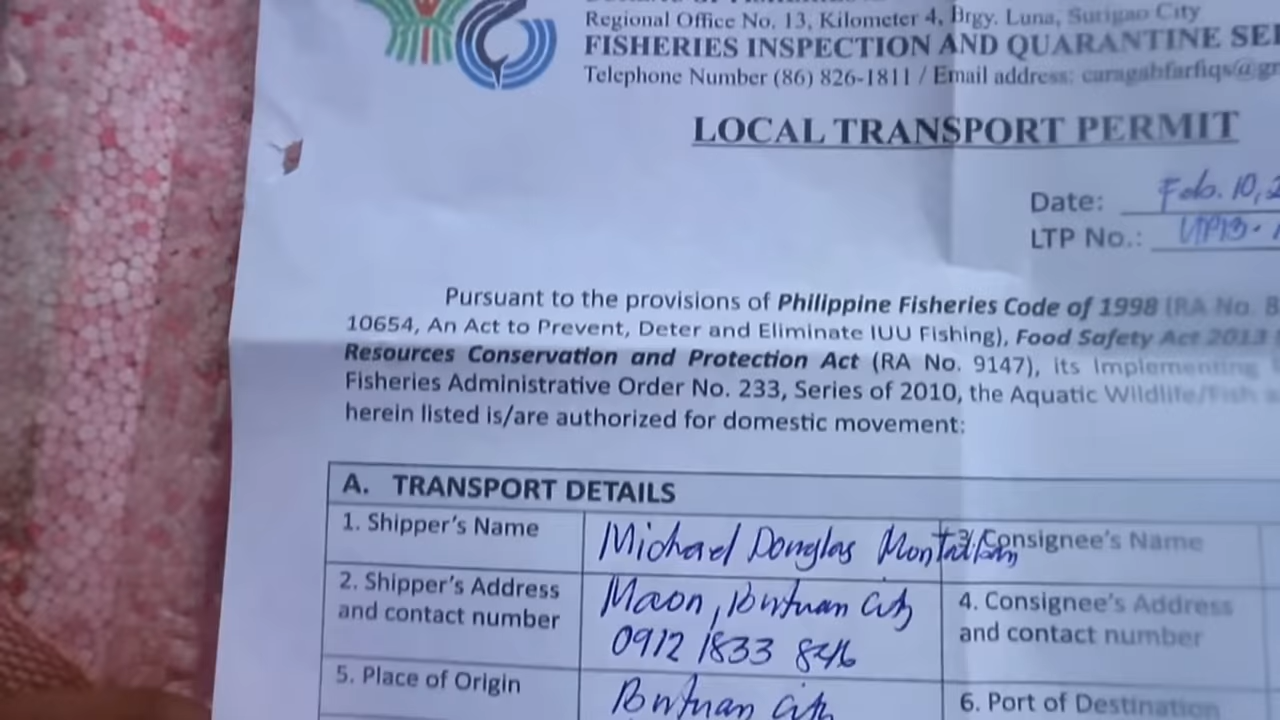 Regional Office No. 13, Kilometer 4, Brgy. Luna, Surigao City
FISHERIES INSPECTION AND QUARANTINE SE
Telephone Number (86) 826-1811 / Email address: caragabfarfiqs@g
LOCAL TRANSPORT PERMIT
Date: Feb. 10, 2
LTP No.:
Pursuant to the provisions of Philippine Fisheries Code of 1998 (RA No. 8
10654, An Act to Prevent, Deter and Eliminate IUU Fishing), Food Safety Act 2013
Resources Conservation and Protection Act (RA No. 9147), its Implementing
Fisheries Administrative Order No. 233, Series of 2010, the Aquatic Wildlife/Fish a
herein listed is/are authorized for domestic movement:
A. TRANSPORT DETAILS
1. Shipper's Name Michael Douglas Consignee's Name
2. Shipper's Address Maon, Butuan City 4. Consignee's Address
and contact number 0912 1833 846 and contact number
5. Place of Origin Butuan City 6. Port of Destination